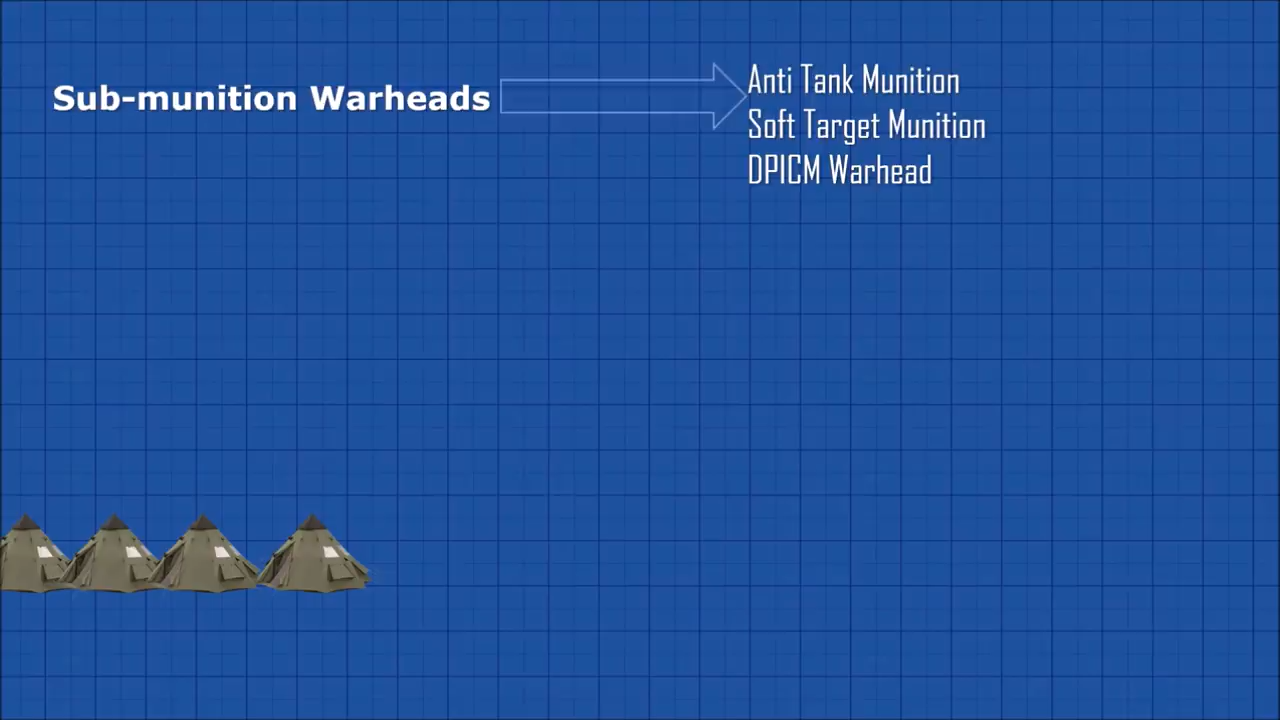 Sub-munition Warheads
Anti Tank Munition
Soft Target Munition
DPICM Warhead